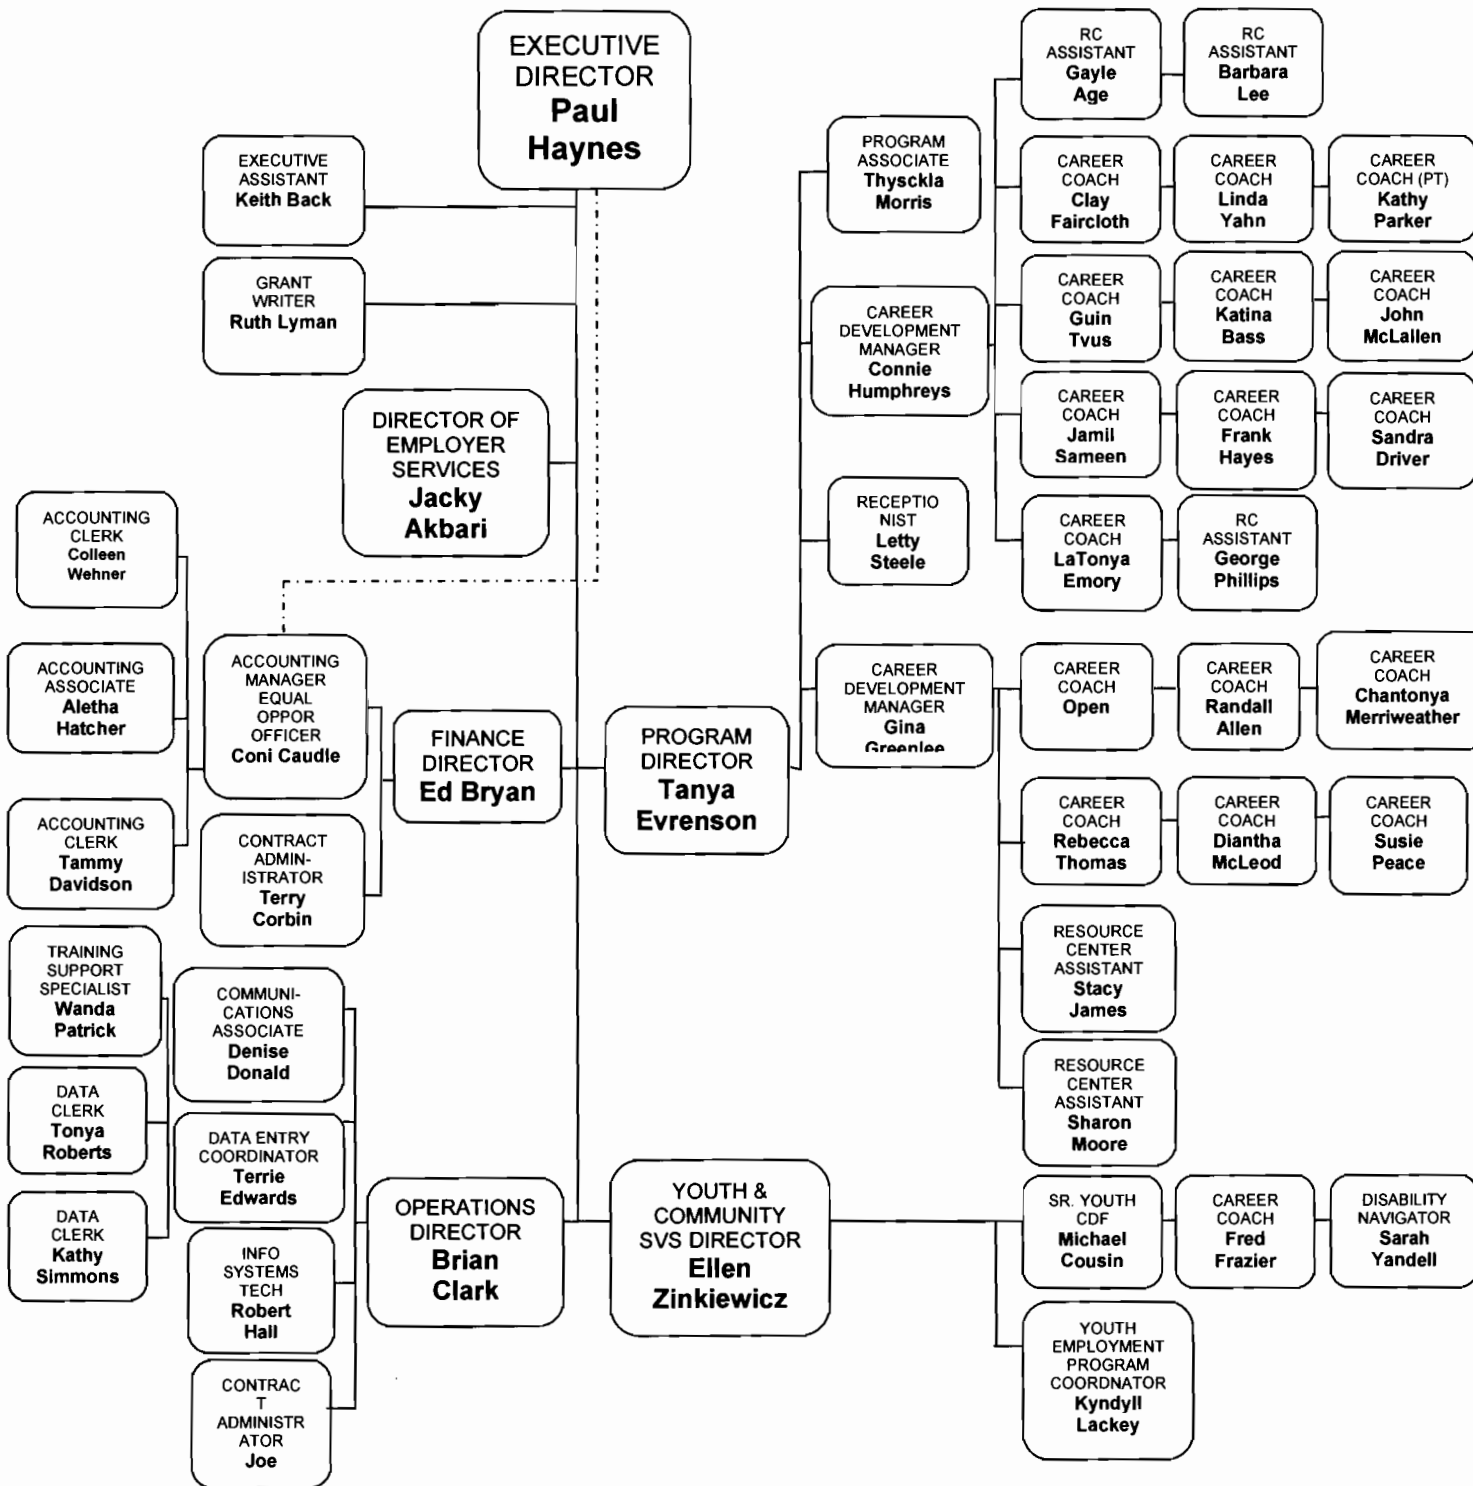 EXECUTIVE
DIRECTOR
Paul
Haynes
EXECUTIVE
ASSISTANT
Keith Back
GRANT
WRITER
Ruth Lyman
DIRECTOR OF
EMPLOYER
SERVICES
Jacky
Akbari
ACCOUNTING
CLERK
Colleen
Wehner
ACCOUNTING
ASSOCIATE
Aletha
Hatcher
ACCOUNTING
CLERK
Tammy
Davidson
ACCOUNTING
MANAGER
EQUAL
OPPOR
OFFICER
Coni Caudle
CONTRACT
ADMIN-
ISTRATOR
Terry
Corbin
FINANCE
DIRECTOR
Ed Bryan
PROGRAM
DIRECTOR
Tanya
Evrenson
TRAINING
SUPPORT
SPECIALIST
Wanda
Patrick
DATA
CLERK
Tonya
Roberts
DATA
CLERK
Kathy
Simmons
COMMUNI-
CATIONS
ASSOCIATE
Denise
Donald
DATA ENTRY
COORDINATOR
Terrie
Edwards
INFO
SYSTEMS
TECH
Robert
Hall
CONTRAC
T
ADMINISTR
ATOR
Joe
OPERATIONS
DIRECTOR
Brian
Clark
YOUTH &
COMMUNITY
SVS DIRECTOR
Ellen
Zinkiewicz
PROGRAM
ASSOCIATE
Thysckla
Morris
CAREER
DEVELOPMENT
MANAGER
Connie
Humphreys
RECEPTIO
NIST
Letty
Steele
CAREER
DEVELOPMENT
MANAGER
Gina
Greenlee
RC
ASSISTANT
Gayle
Age
RC
ASSISTANT
Barbara
Lee
CAREER
COACH
Clay
Faircloth
CAREER
COACH
Linda
Yahn
CAREER
COACH (PT)
Kathy
Parker
CAREER
COACH
Guin
Tvus
CAREER
COACH
Katina
Bass
CAREER
COACH
John
McLallen
CAREER
COACH
Jamil
Sameen
CAREER
COACH
Frank
Hayes
CAREER
COACH
Sandra
Driver
CAREER
COACH
LaTonya
Emory
RC
ASSISTANT
George
Phillips
CAREER
COACH
Open
CAREER
COACH
Randall
Allen
CAREER
COACH
Chantonya
Merriweather
CAREER
COACH
Rebecca
Thomas
CAREER
COACH
Diantha
McLeod
CAREER
COACH
Susie
Peace
RESOURCE
CENTER
ASSISTANT
Stacy
James
RESOURCE
CENTER
ASSISTANT
Sharon
Moore
SR. YOUTH
CDF
Michael
Cousin
CAREER
COACH
Fred
Frazier
DISABILITY
NAVIGATOR
Sarah
Yandell
YOUTH
EMPLOYMENT
PROGRAM
COORDNATOR
Kyndyll
Lackey